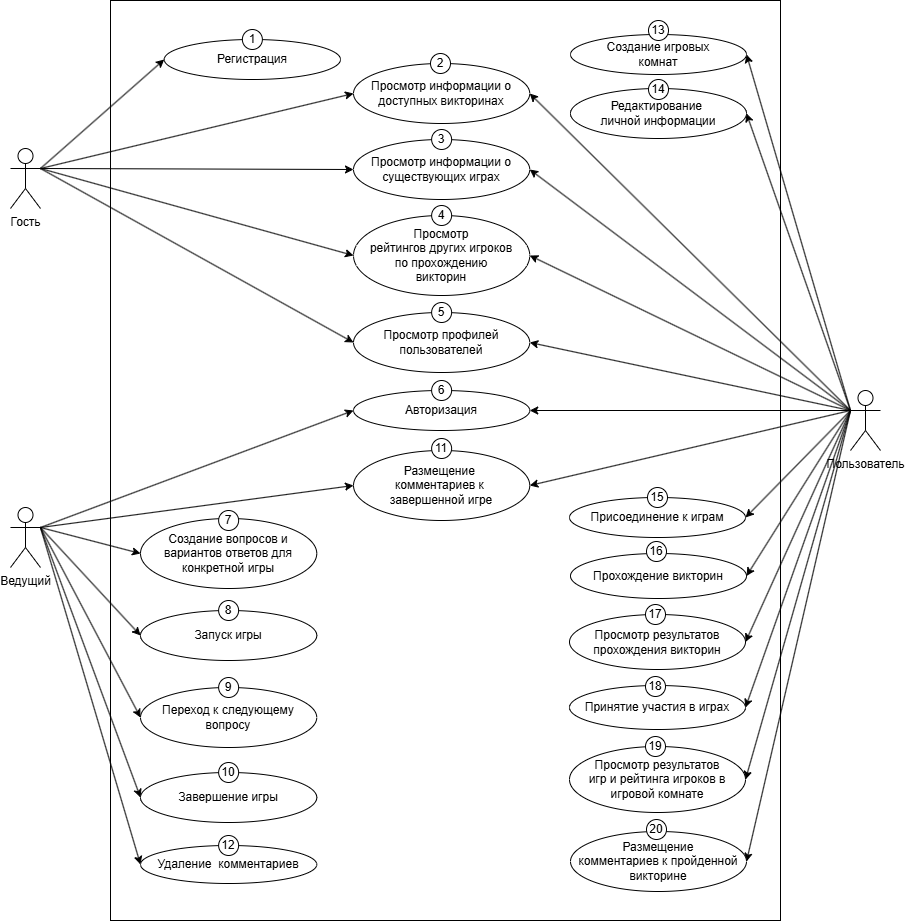 1
Регистрация
2
Просмотр информации о
доступных викторинах
3
Просмотр информации о
существующих играх
4
Просмотр
рейтингов других игроков
по прохождению
викторин
5
Просмотр профилей
пользователей
6
Авторизация
11
Размещение
комментариев к
завершенной игре
13
Создание игровых
комнат
14
Редактирование
личной информации
Гость
Пользователь
Ведущий
7
Создание вопросов и
вариантов ответов для
конкретной игры
8
Запуск игры
9
Переход к следующему
вопросу
10
Завершение игры
12
Удаление комментариев
15
Присоединение к играм
16
Прохождение викторин
17
Просмотр результатов
прохождения викторин
18
Принятие участия в играх
19
Просмотр результатов
игр и рейтинга игроков в
игровой комнате
20
Размещение
комментариев к пройденной
викторине